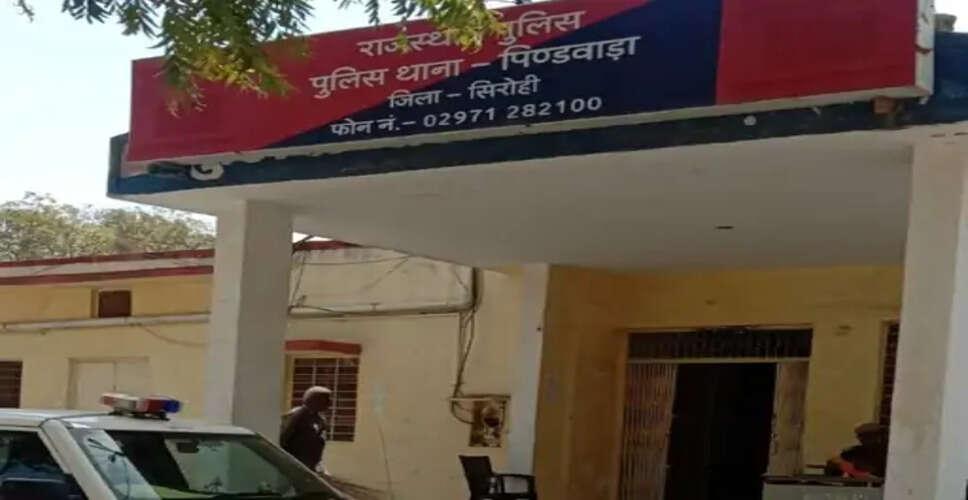 राजस्थान पुलिस
पुलिस थाना – पिण्डवाड़ा
जिला – सिरोही
फोन नं.– 02971 282100